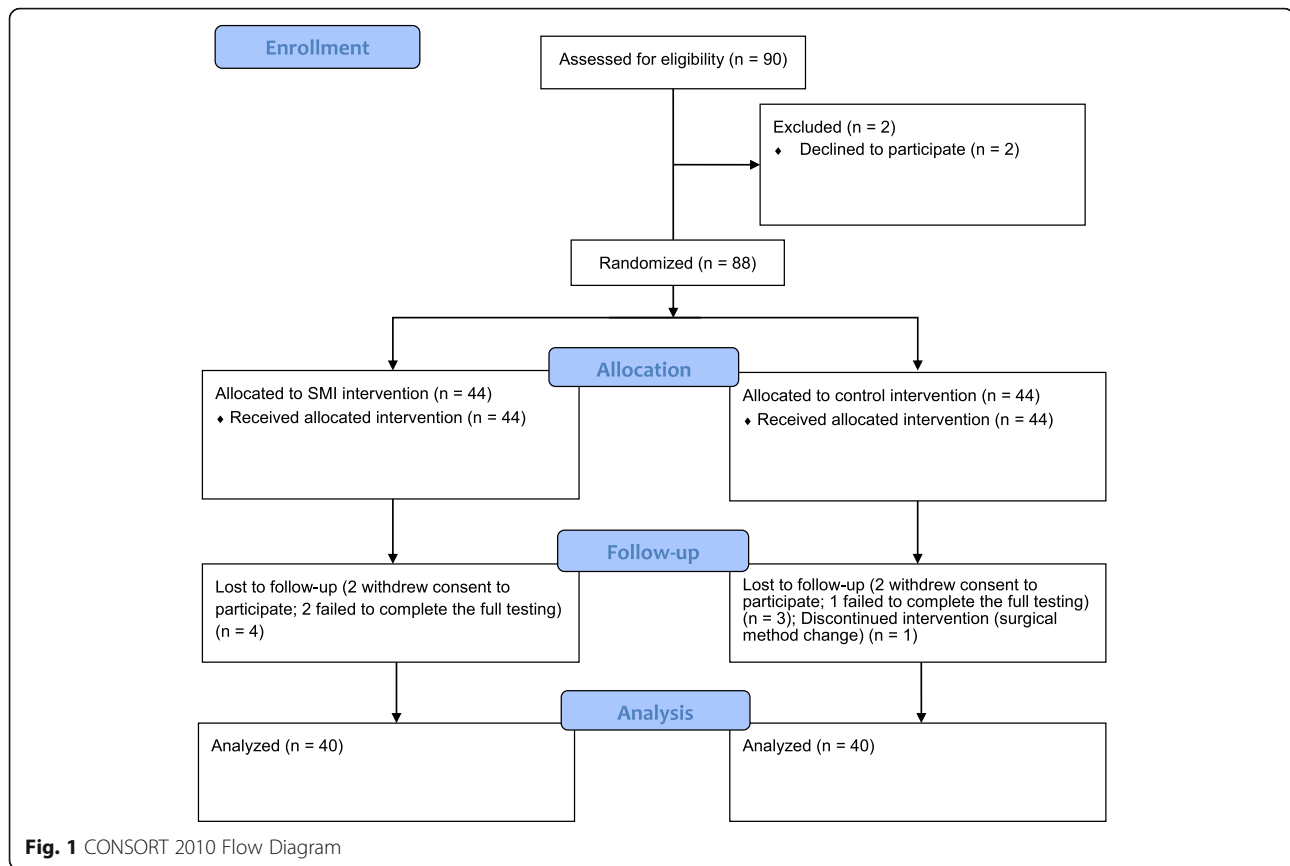 Enrollment
Assessed for eligibility (n = 90)
Excluded (n = 2)
♦ Declined to participate (n = 2)
Randomized (n = 88)
Allocation
Allocated to SMI intervention (n = 44)
♦ Received allocated intervention (n = 44)
Allocated to control intervention (n = 44)
♦ Received allocated intervention (n = 44)
Follow-up
Lost to follow-up (2 withdrew consent to
participate; 2 failed to complete the full testing)
(n = 4)
Lost to follow-up (2 withdrew consent to
participate; 1 failed to complete the full testing)
(n = 3); Discontinued intervention (surgical
method change) (n = 1)
Analysis
Analyzed (n = 40)
Analyzed (n = 40)
Fig. 1 CONSORT 2010 Flow Diagram